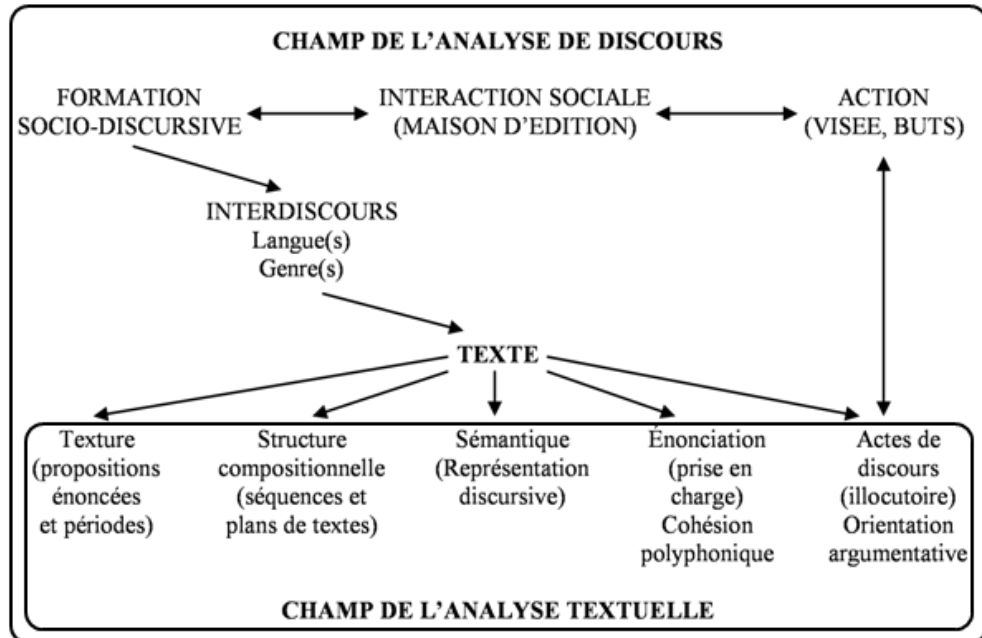 CHAMP DE L'ANALYSE DE DISCOURS
FORMATION
SOCIO-DISCURSIVE
INTERACTION SOCIALE
(MAISON D'EDITION)
ACTION
(VISEE, BUTS)
INTERDISCOURS
Langue(s)
Genre(s)
TEXTE
Texture
(propositions
énoncées
et périodes)
Structure
compositionnelle
(séquences et
plans de textes)
Sémantique
(Représentation
discursive)
Énonciation
(prise en
charge)
Cohésion
polyphonique
Actes de
discours
(illocutoire)
Orientation
argumentative
CHAMP DE L'ANALYSE TEXTUELLE